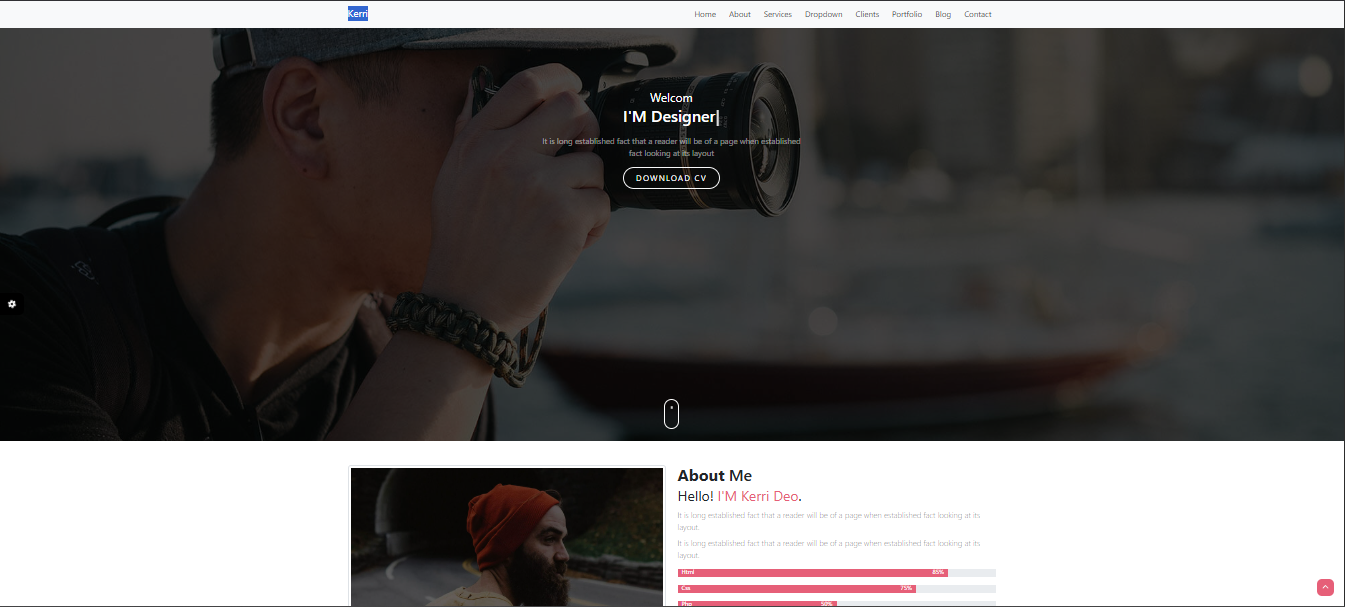 Kerri
Home About Services Dropdown Clients Portfolio Blog Contact
Welcom
I'M Designer|
It is long established fact that a reader will be of a page when established
fact looking at its layout
DOWNLOAD CV
About Me
Hello! I'M Kerri Deo.
It is long established fact that a reader will be of a page when established fact looking at its
layout.
It is long established fact that a reader will be of a page when established fact looking at its
layout.
Html 85%
Css 75%
Php 50%